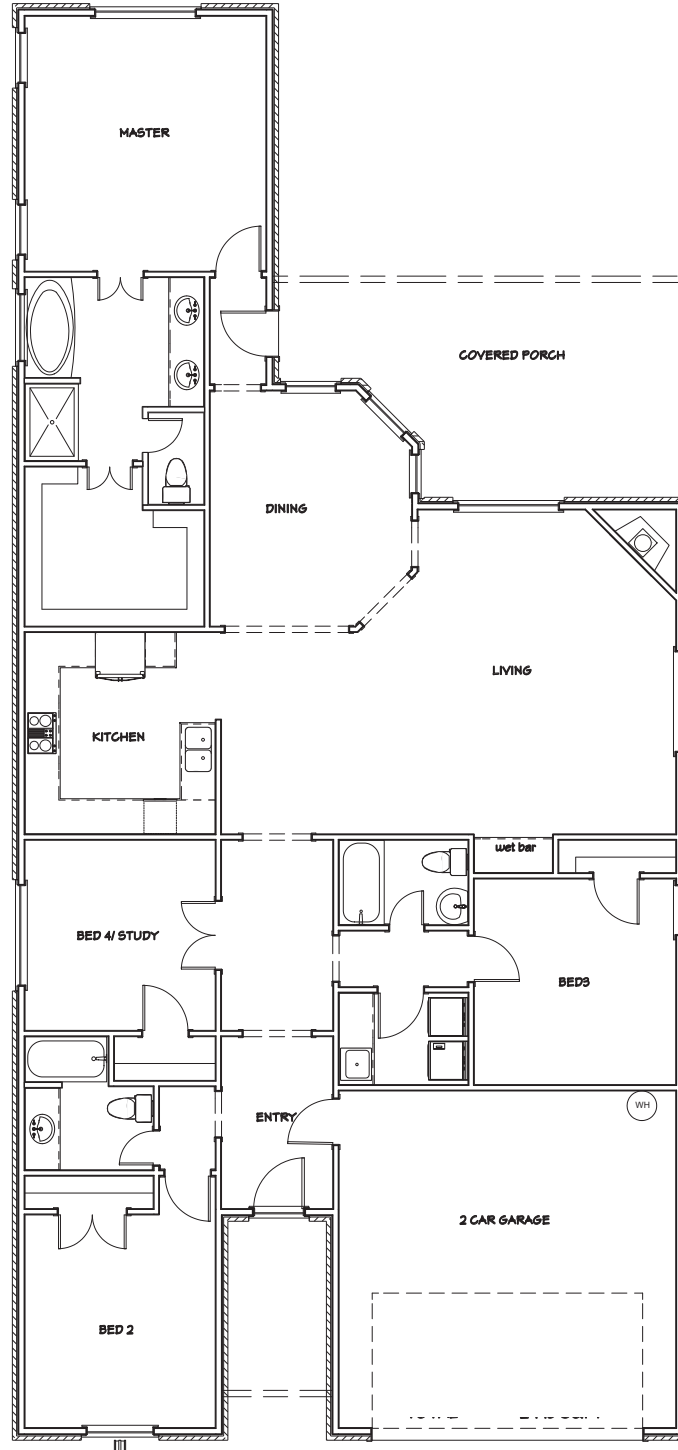 MASTER
COVERED PORCH
DINING
LIVING
KITCHEN
wet bar
BED 4/ STUDY
BED3
WH
ENTRY
2 CAR GARAGE
BED 2